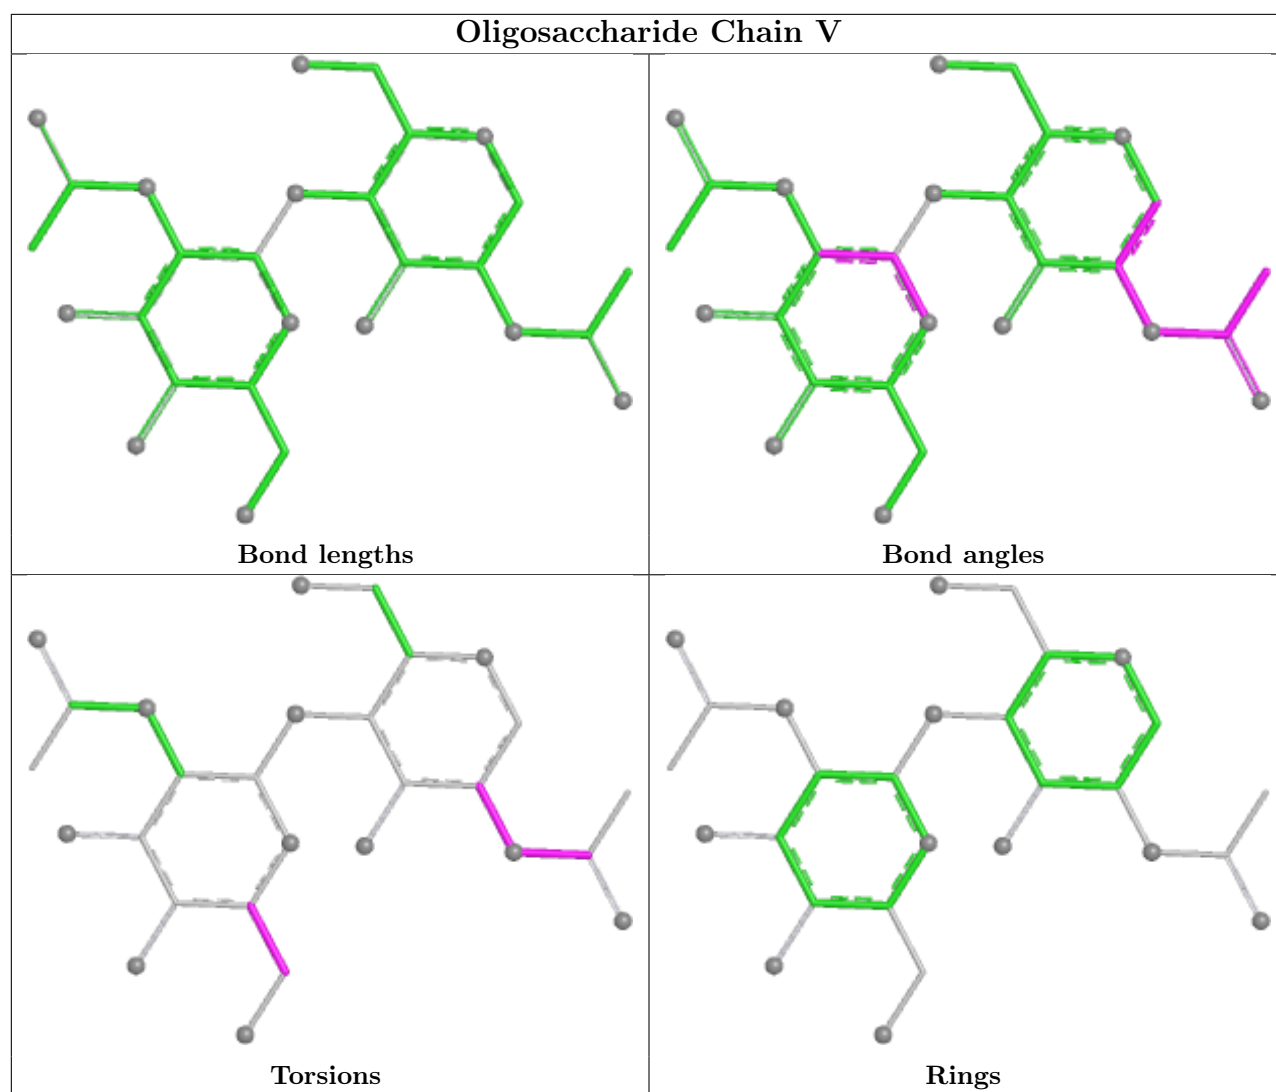 Oligosaccharide Chain V
Bond lengths
Bond angles
Torsions
Rings